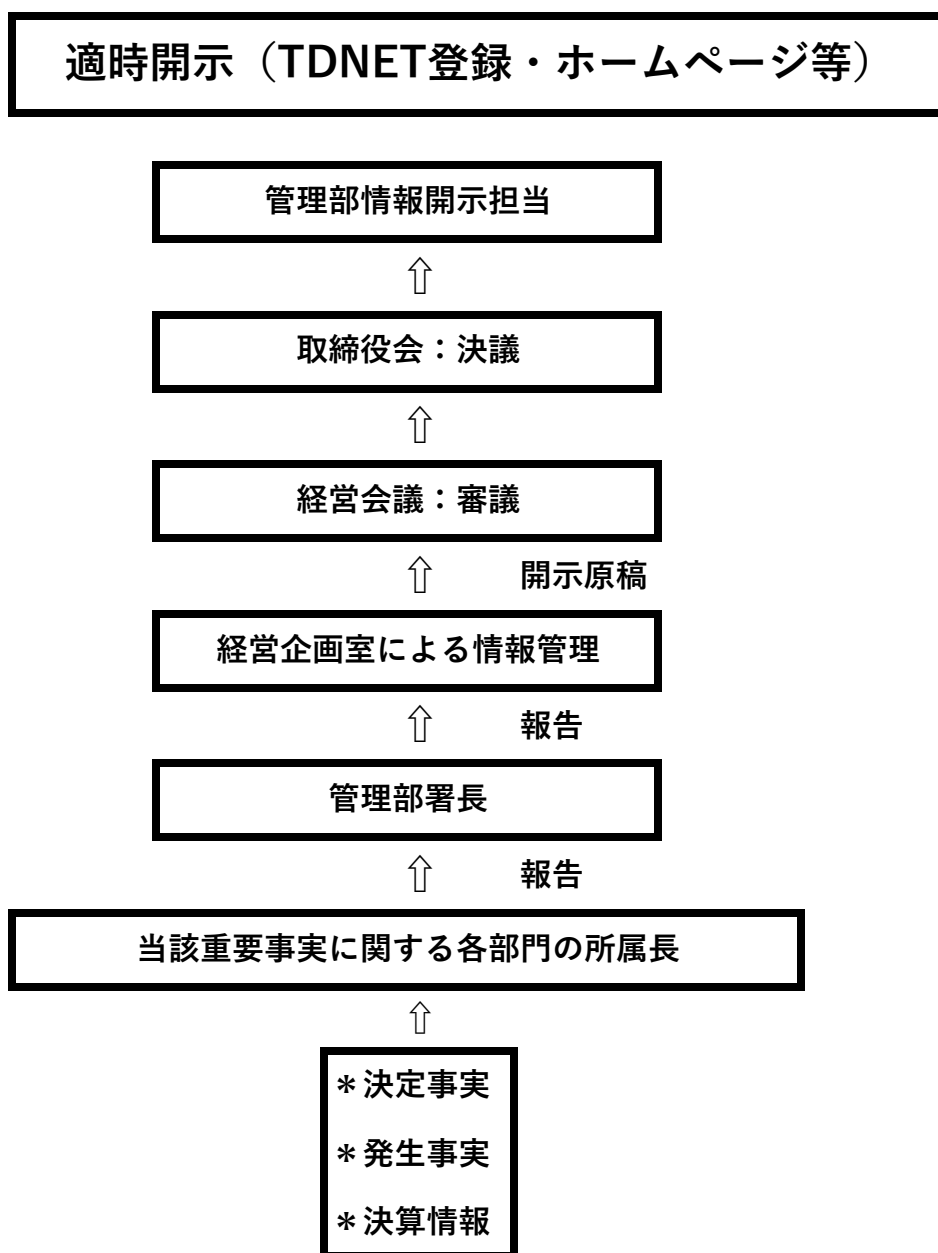 適時開示（TDNET登録・ホームページ等）
管理部情報開示担当
⇧
取締役会：決議
⇧
経営会議：審議
⇧ 開示原稿
経営企画室による情報管理
⇧ 報告
管理部署長
⇧ 報告
当該重要事実に関する各部門の所属長
⇧
＊決定事実
＊発生事実
＊決算情報